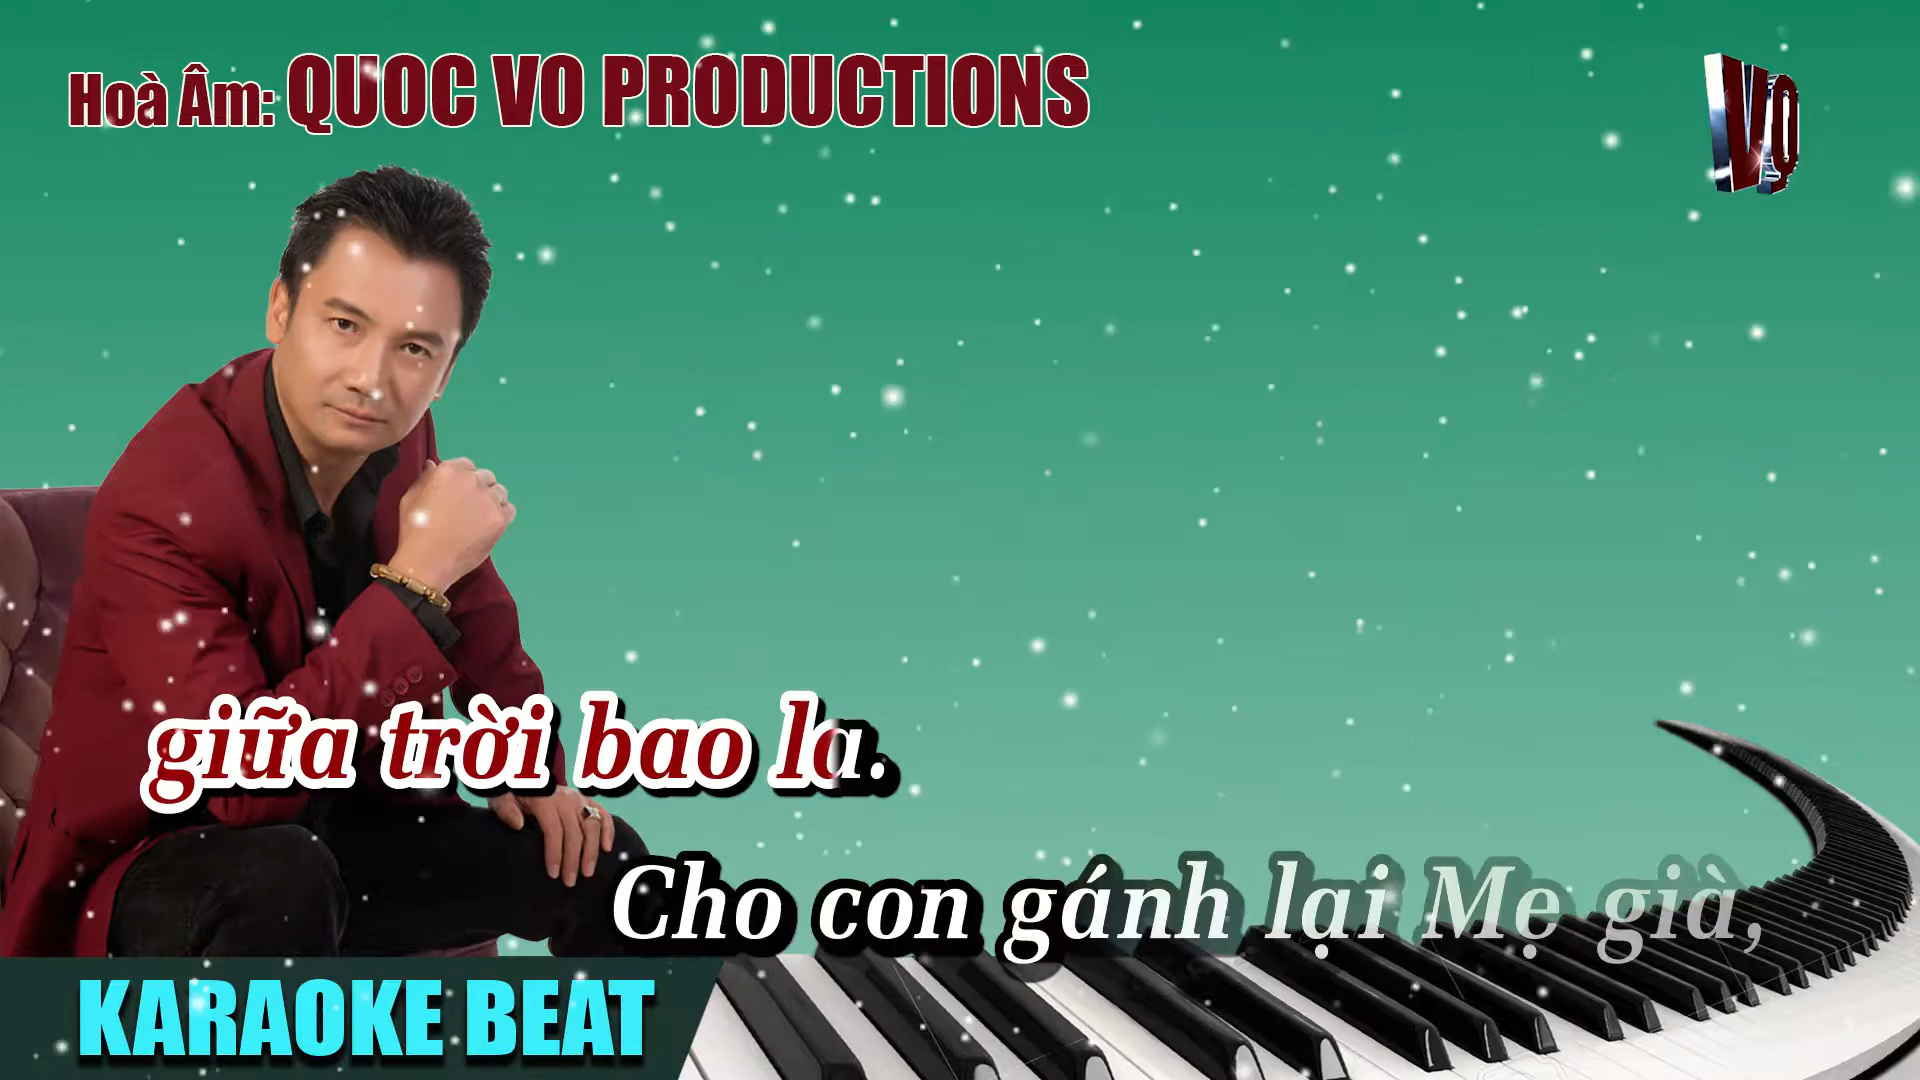 Hoà Âm: QUOC VO PRODUCTIONS
VQ
giữa trời bao la.
Cho con gánh lại Mẹ già,
KARAOKE BEAT